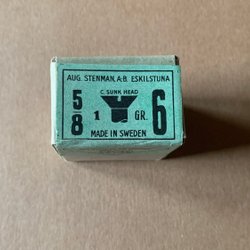 AUG. STENMAN, A.B. ESKILSTUNA
C. SUNK HEAD
5/8 1 GR. 6
MADE IN SWEDEN